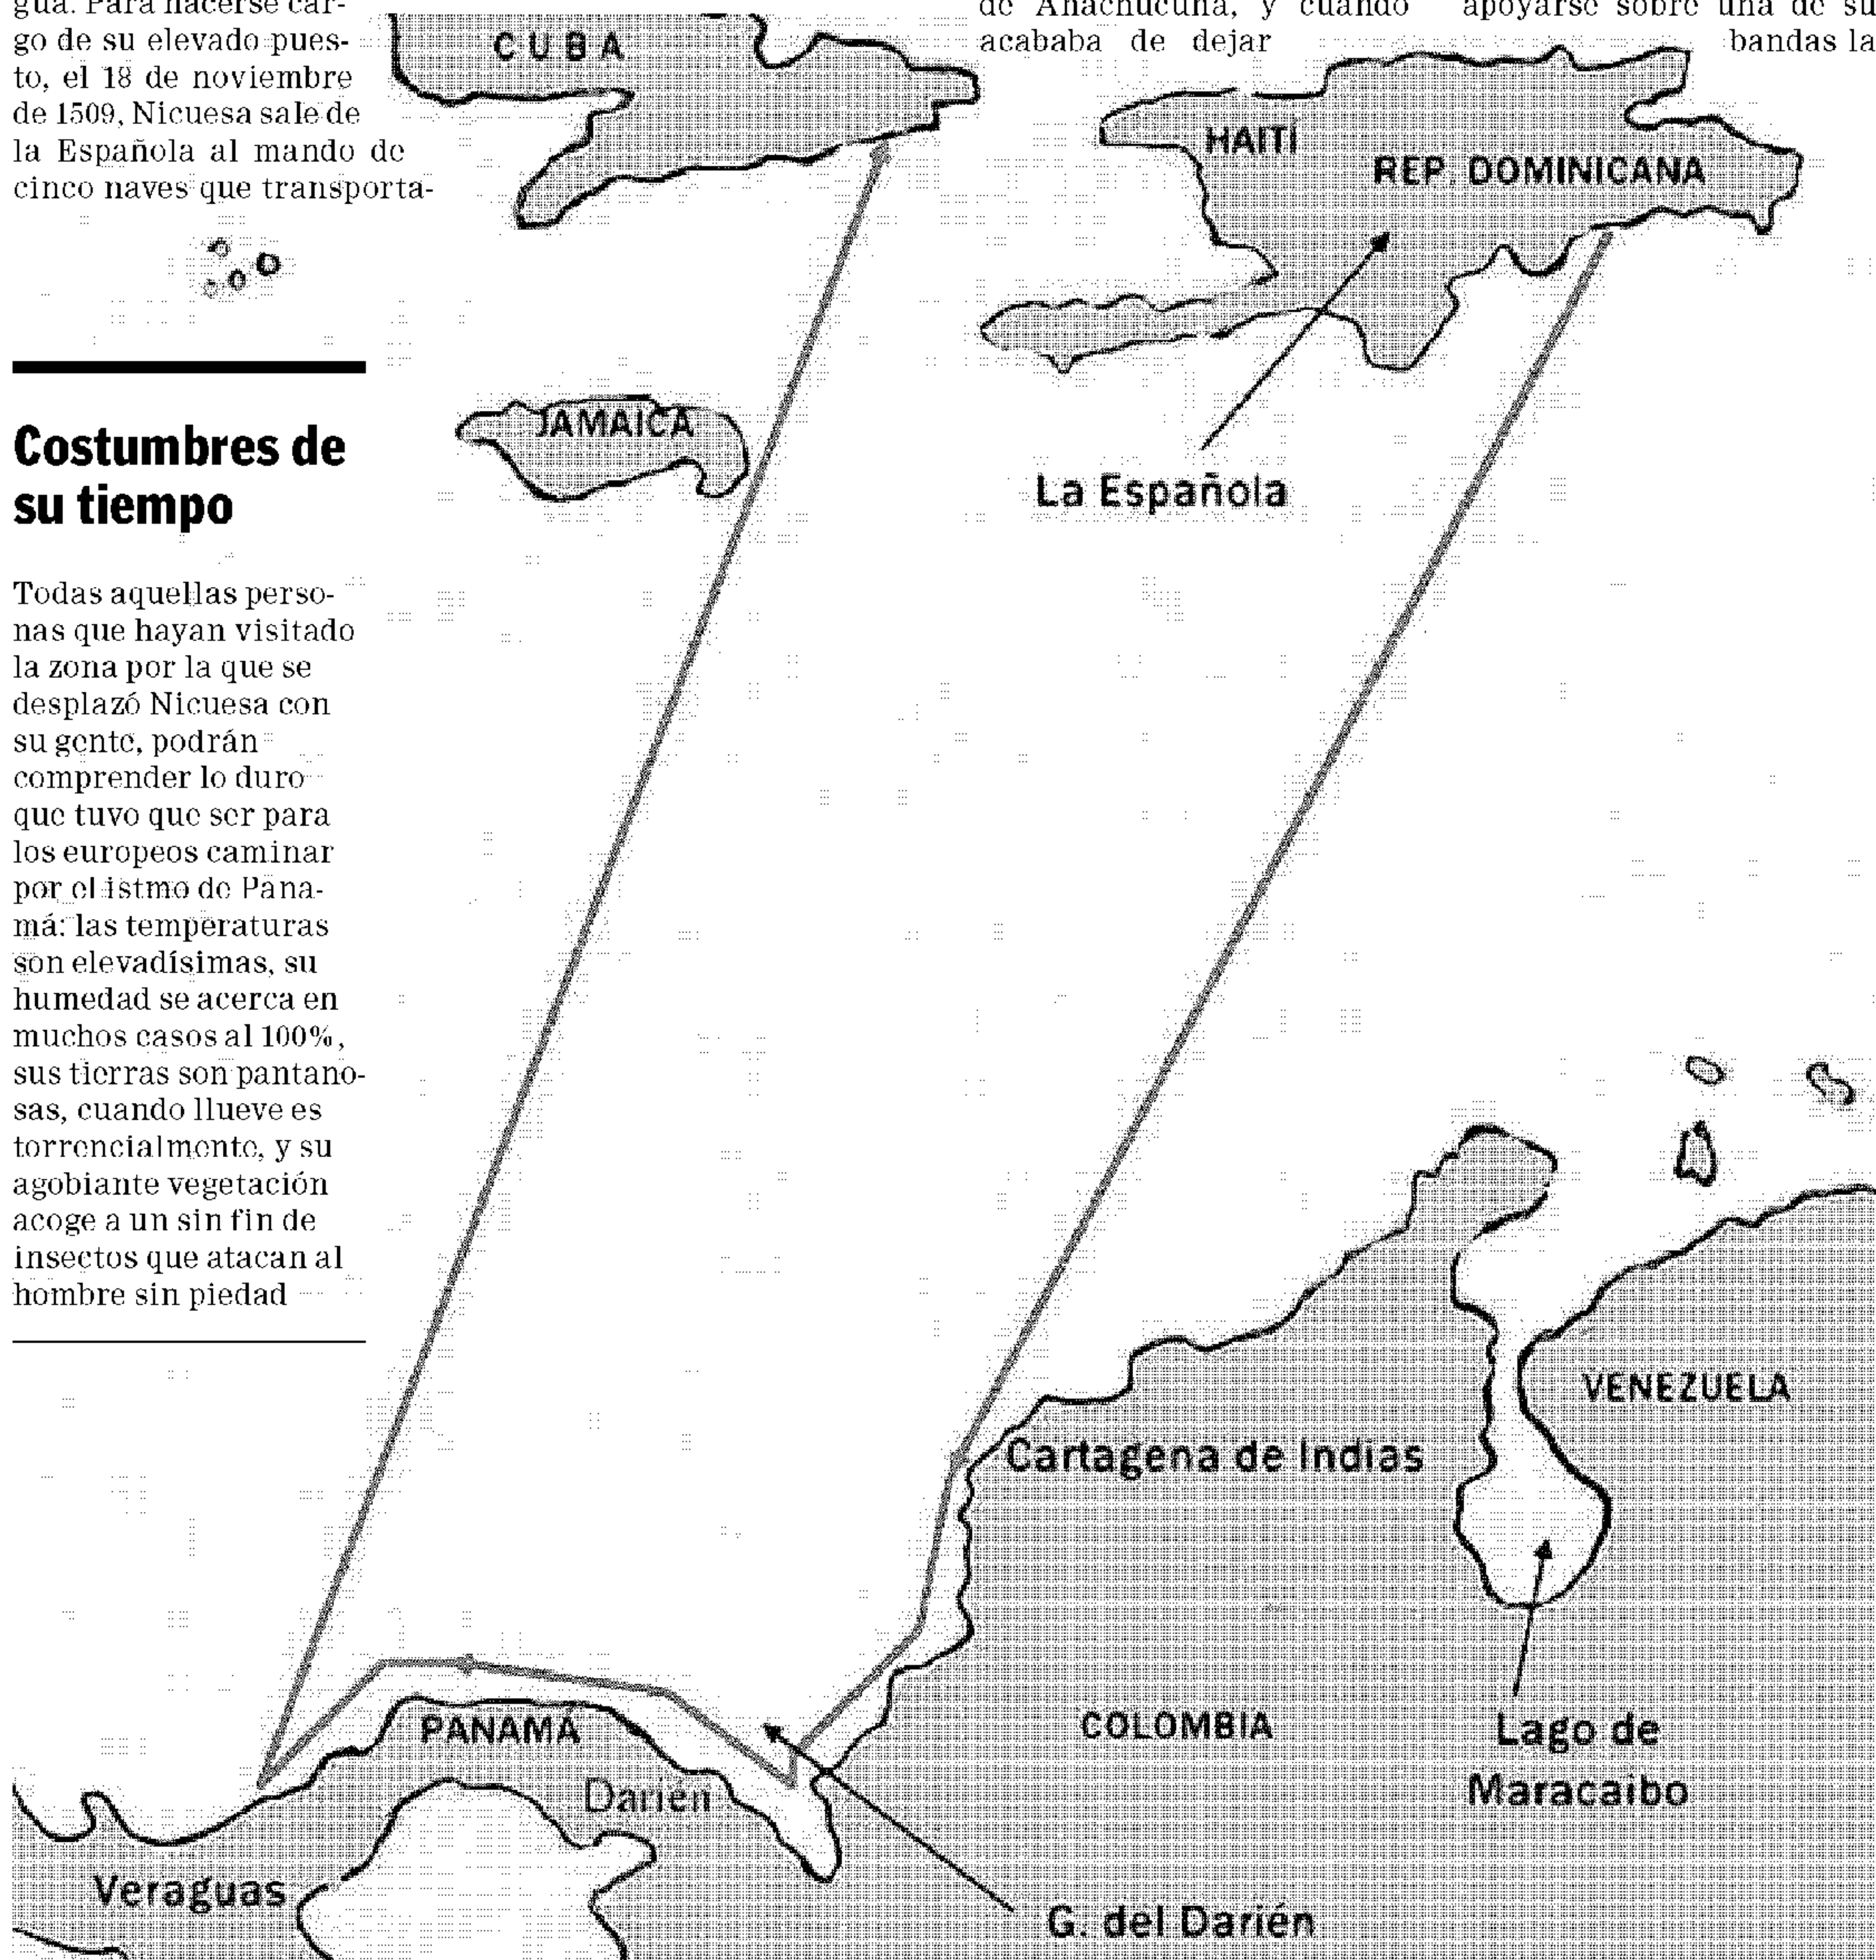 gua. Para hacerse car-
go de su elevado pues-
to, el 18 de noviembre
de 1509, Nicuesa sale de
la Española al mando de
cinco naves que transporta-
Costumbres de
su tiempo
Todas aquellas perso-
nas que hayan visitado
la zona por la que se
desplazó Nicuesa con
su gente, podrán
comprender lo duro
que tuvo que ser para
los europeos caminar
por el istmo de Pana-
má: las temperaturas
son elevadísimas, su
humedad se acerca en
muchos casos al 100%,
sus tierras son pantano-
sas, cuando llueve es
torrencialmente, y su
agobiante vegetación
acoge a un sin fin de
insectos que atacan al
hombre sin piedad
de Anachucuna, y cuando
acababa de dejar
apoyarse sobre una de su
bandas la
CUBA
HAITÍ
REP. DOMINICANA
JAMAICA
La Española
VENEZUELA
Cartagena de Indias
PANAMÁ
COLOMBIA
Lago de
Maracaibo
Darién
Veraguas
G. del Darién